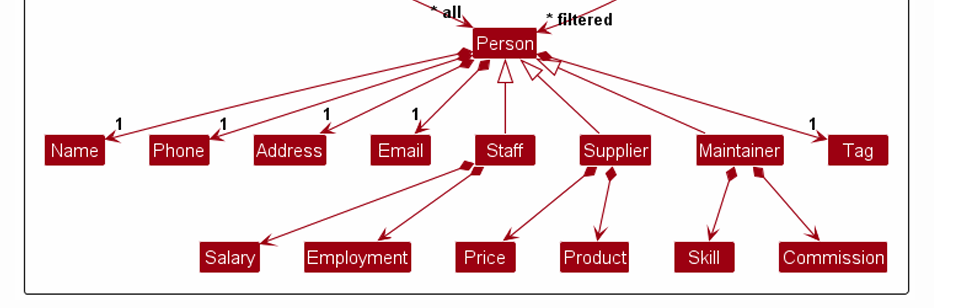 * all
* filtered
Person
1
1
1
1
1
Name
Phone
Address
Email
Staff
Supplier
Maintainer
Tag
Salary
Employment
Price
Product
Skill
Commission